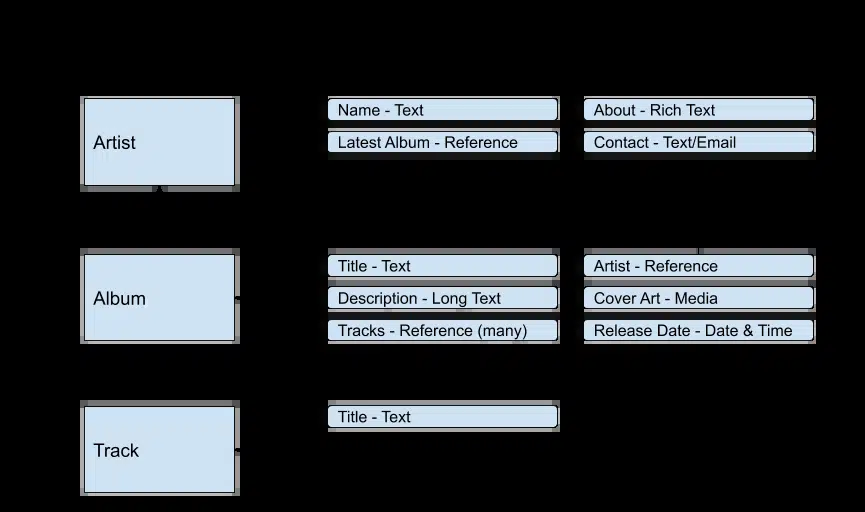 Artist
Name - Text
About - Rich Text
Latest Album - Reference
Contact - Text/Email
Album
Title - Text
Artist - Reference
Description - Long Text
Cover Art - Media
Tracks - Reference (many)
Release Date - Date & Time
Track
Title - Text